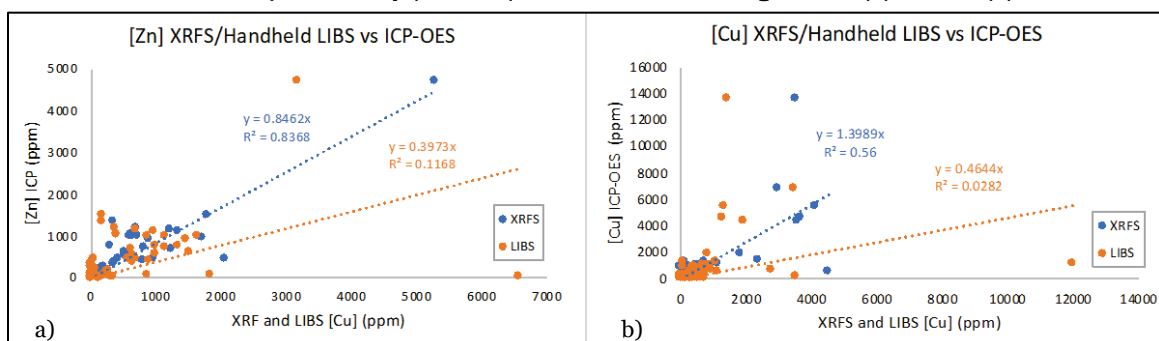 [Zn] XRFS/Handheld LIBS vs ICP-OES
[Zn] ICP (ppm)
5000
4000
3000
2000
1000
0
y = 0.8462x
R² = 0.8368
y = 0.3973x
R² = 0.1168
XRFS
LIBS
0 1000 2000 3000 4000 5000 6000 7000
XRF and LIBS [Cu] (ppm)
a)
[Cu] XRFS/Handheld LIBS vs ICP-OES
[Cu] ICP-OES (ppm)
16000
14000
12000
10000
8000
6000
4000
2000
0
y = 1.3989x
R² = 0.56
y = 0.4644x
R² = 0.0282
XRFS
LIBS
0 2000 4000 6000 8000 10000 12000 14000
XRFS and LIBS [Cu] (ppm)
b)